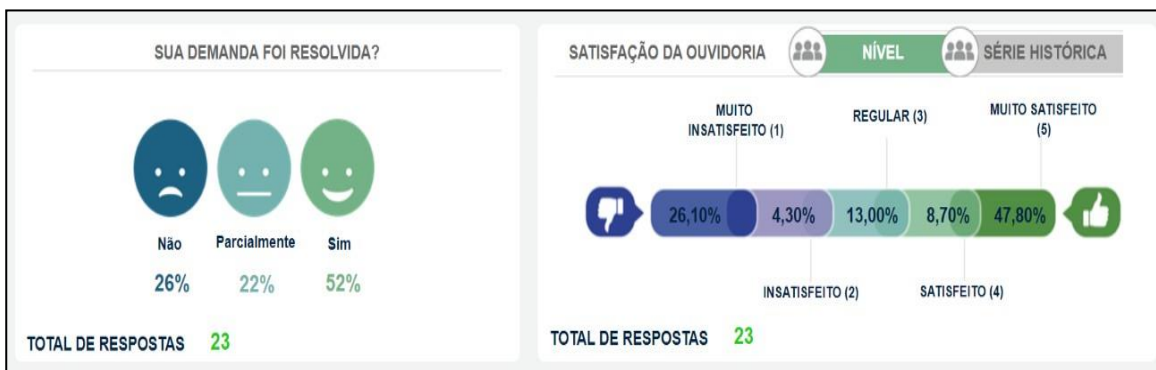 SUA DEMANDA FOI RESOLVIDA?
Não
Parcialmente
Sim
26%
22%
52%
TOTAL DE RESPOSTAS 23
SATISFAÇÃO DA OUVIDORIA
NÍVEL
SÉRIE HISTÓRICA
MUITO
INSATISFEITO (1)
REGULAR (3)
MUITO SATISFEITO
(5)
26,10%
4,30%
13,00%
8,70%
47,80%
INSATISFEITO (2)
SATISFEITO (4)
TOTAL DE RESPOSTAS 23